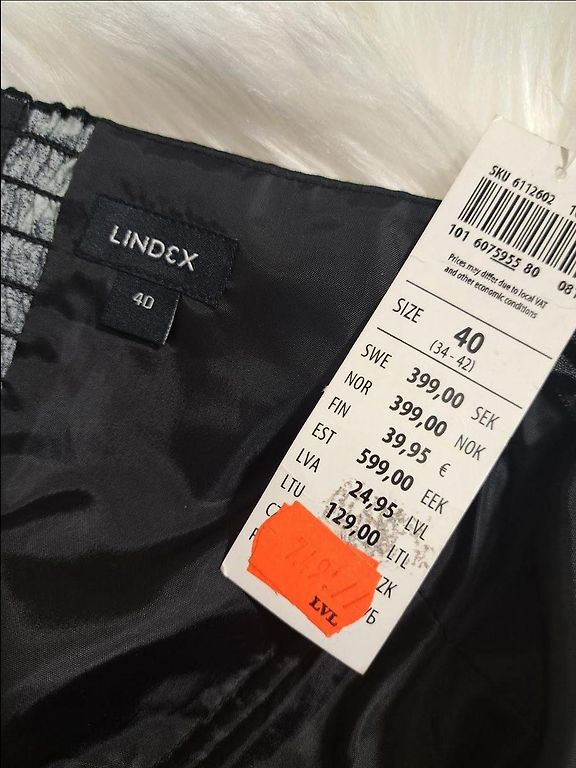 LINDEX
40
SKU 6112602
101 607 5955 80
Prices may differ due to local VAT
and other economic conditions
SIZE 40
(34-42)
SWE 399,00 SEK
NOR 399,00 NOK
FIN 39,95 €
EST 599,00 EEK
LVA 24,95 LVL
LTU 129,00 LTL
LVL